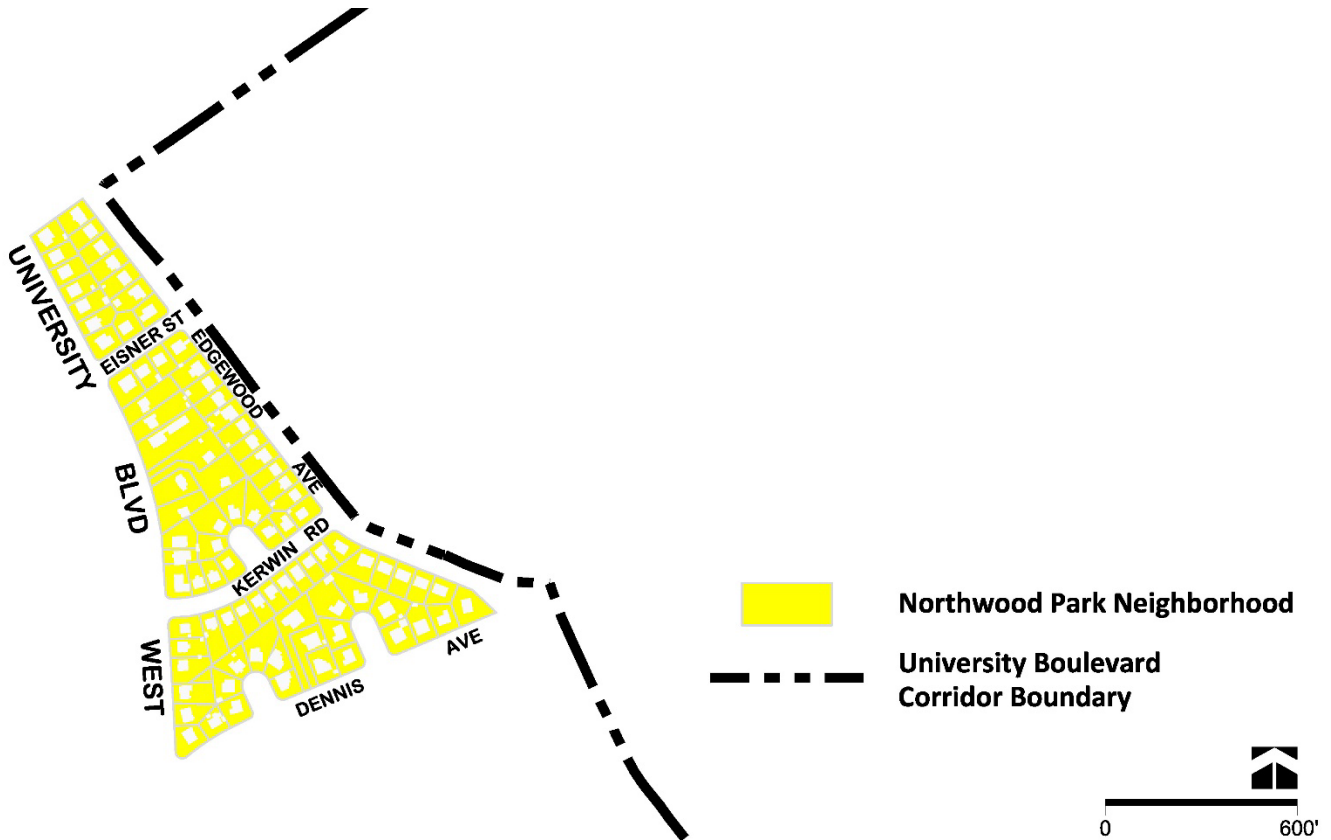 UNIVERSITY
BLVD
WEST
EISNER ST
EDGEWOOD
AVE
KERWIN RD
DENNIS
AVE
Northwood Park Neighborhood
University Boulevard
Corridor Boundary
0 600'